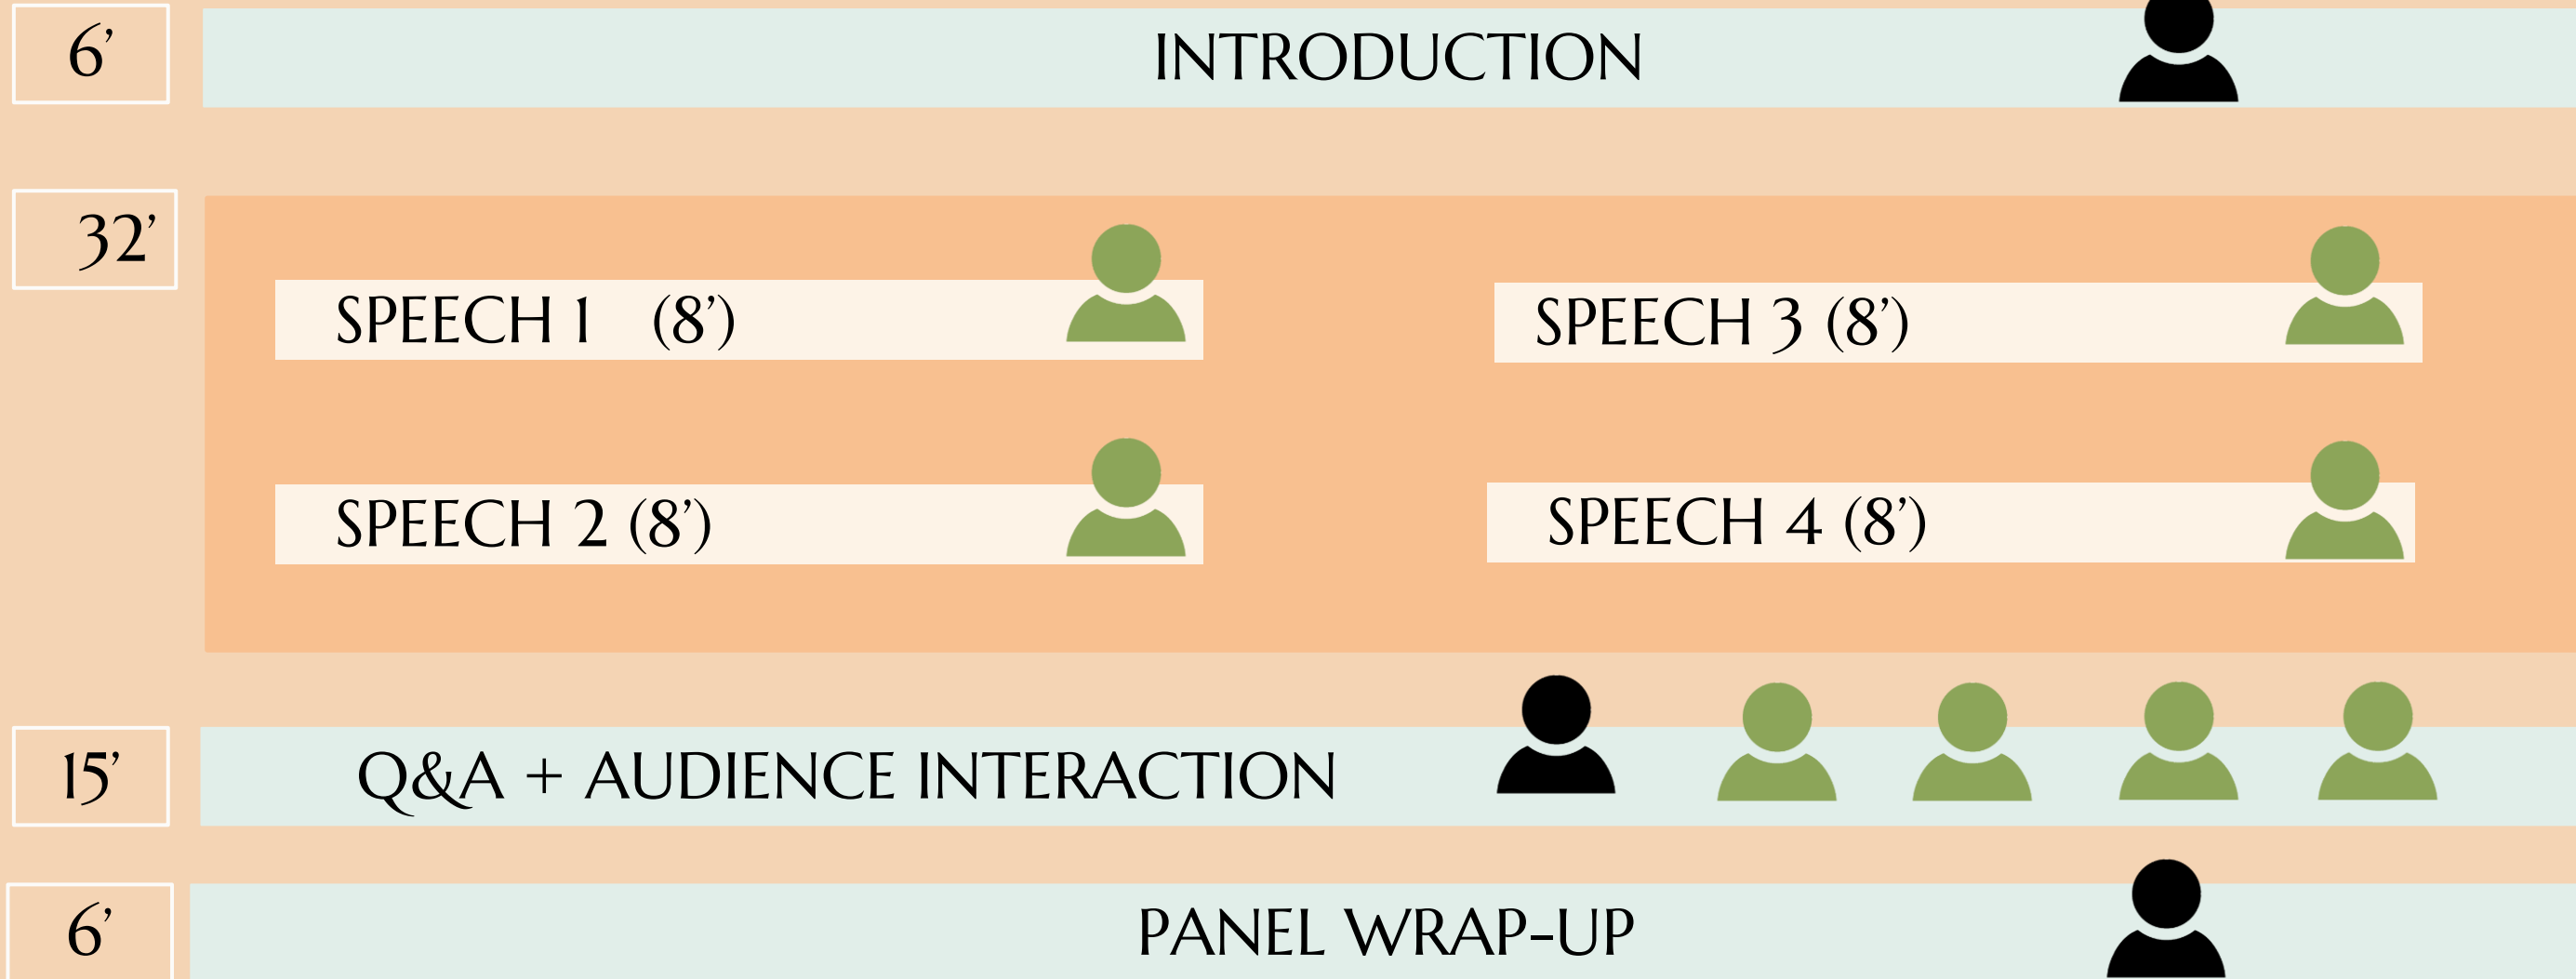 6’
INTRODUCTION
32’
SPEECH 1 (8’)
SPEECH 2 (8’)
SPEECH 3 (8’)
SPEECH 4 (8’)
15’
Q&A + AUDIENCE INTERACTION
6’
PANEL WRAP-UP